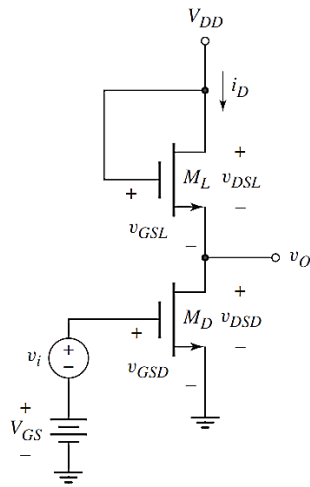 V_DD
i_D
+
M_L v_DSL
+
v_GSL
−
−
v_O
+
M_D v_DSD
+
−
v_i
+
−
v_GSD
−
+
V_GS
−